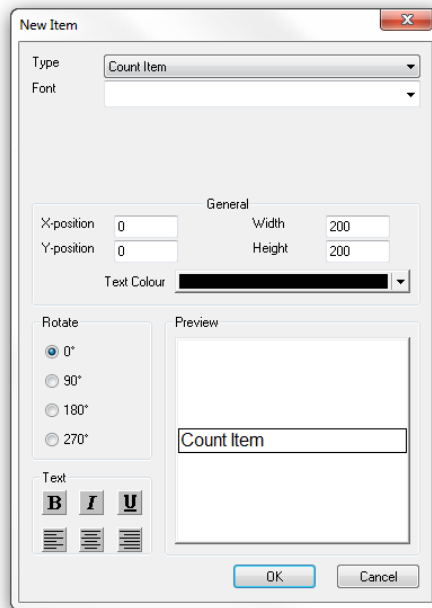 New Item
Type Count Item
Font
General
X-position 0 Width 200
Y-position 0 Height 200
Text Colour
Rotate
0°
90°
180°
270°
Preview
Count Item
Text
B I U
OK Cancel